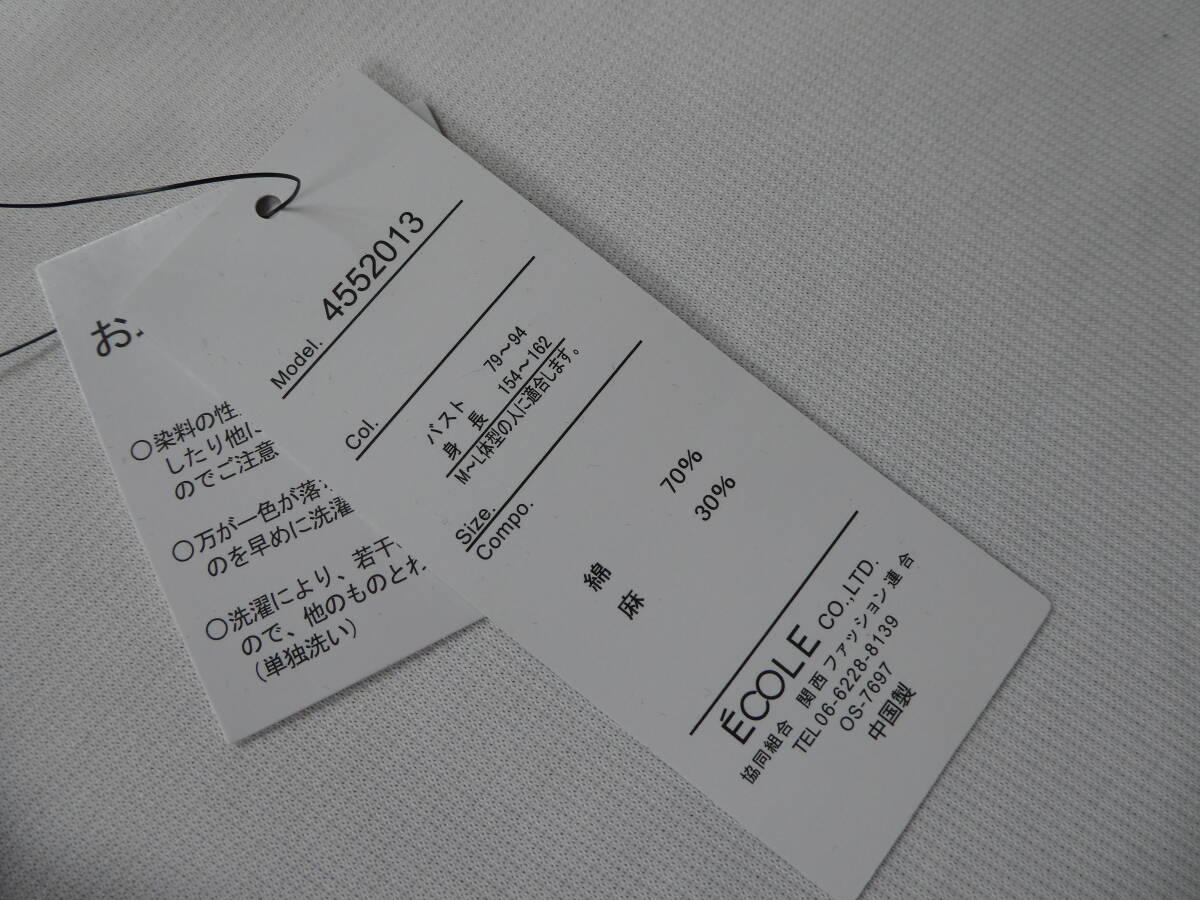 Model. 4552013
Col.
バスト 79～94
身長 154～162
M～L体型の人に適合します。
Size.
Compo.
綿 70%
麻 30%
ÉCOLE CO.,LTD.
協同組合 関西ファッション連合
TEL 06-6228-8139
OS-7697
中国製
お
○染料の性
したり他に
のでご注意
○万が一色が落
のを早めに洗濯
○洗濯により、若干
ので、他のものとわ
（単独洗い）